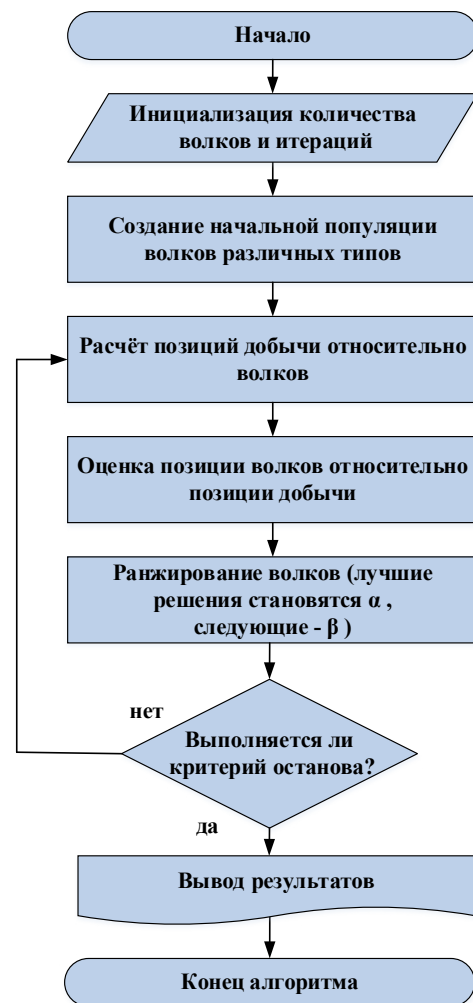 Начало
Инициализация количества
волков и итераций
Создание начальной популяции
волков различных типов
Расчёт позиций добычи относительно
волков
Оценка позиции волков относительно
позиции добычи
Ранжирование волков (лучшие
решения становятся α ,
следующие - β )
нет
Выполняется ли
критерий останова?
да
Вывод результатов
Конец алгоритма